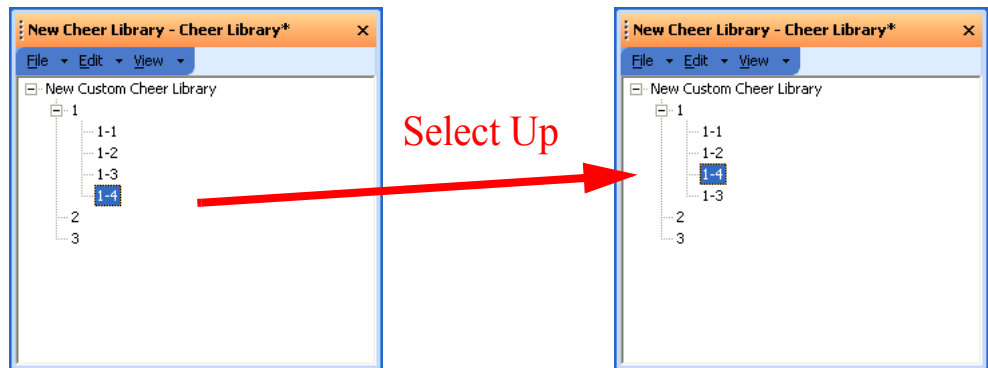 New Cheer Library - Cheer Library*
File Edit View
New Custom Cheer Library
1
1-1
1-2
1-3
1-4
2
3
Select Up
New Cheer Library - Cheer Library*
File Edit View
New Custom Cheer Library
1
1-1
1-2
1-4
1-3
2
3